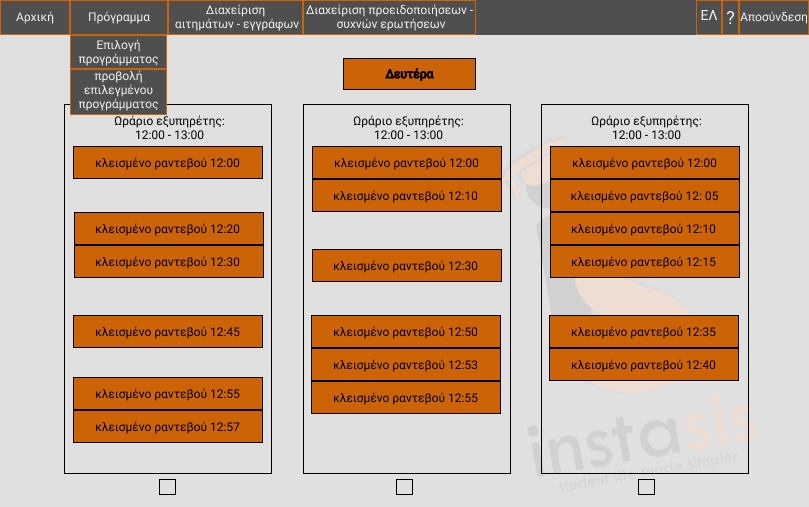 Αρχική
Πρόγραμμα
Διαχείριση
αιτημάτων - εγγράφων
Διαχείριση προειδοποιήσεων -
συχνών ερωτήσεων
ΕΛ
?
Αποσύνδεση
Επιλογή
προγράμματος
προβολή
επιλεγμένου
προγράμματος
Δευτέρα
Ωράριο εξυπηρέτης:
12:00 - 13:00
κλεισμένο ραντεβού 12:00
κλεισμένο ραντεβού 12:20
κλεισμένο ραντεβού 12:30
κλεισμένο ραντεβού 12:45
κλεισμένο ραντεβού 12:55
κλεισμένο ραντεβού 12:57
Ωράριο εξυπηρέτης:
12:00 - 13:00
κλεισμένο ραντεβού 12:00
κλεισμένο ραντεβού 12:10
κλεισμένο ραντεβού 12:30
κλεισμένο ραντεβού 12:50
κλεισμένο ραντεβού 12:53
κλεισμένο ραντεβού 12:55
Ωράριο εξυπηρέτης:
12:00 - 13:00
κλεισμένο ραντεβού 12:00
κλεισμένο ραντεβού 12: 05
κλεισμένο ραντεβού 12:10
κλεισμένο ραντεβού 12:15
κλεισμένο ραντεβού 12:35
κλεισμένο ραντεβού 12:40
instasis
student life made simpler